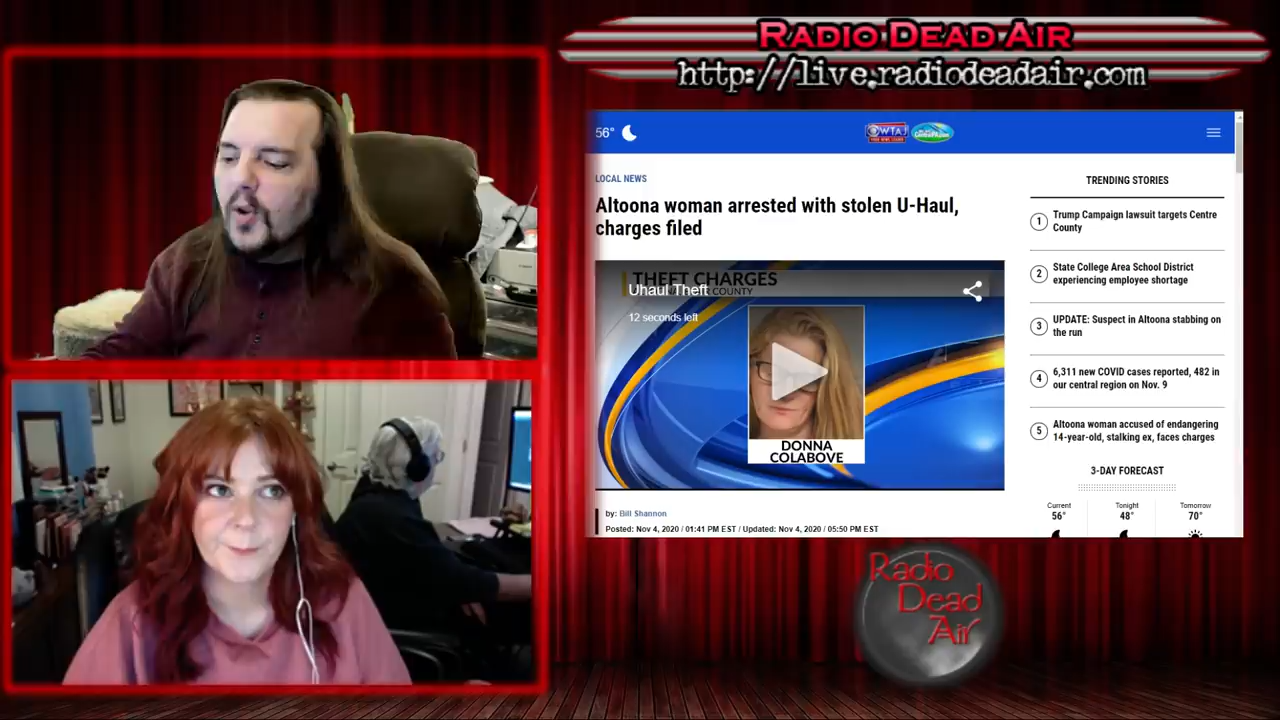 RADIO DEAD AIR
http://live.radiodeadair.com
56°
WTAJ
LOCAL NEWS
Altoona woman arrested with stolen U-Haul,
charges filed
THEFT CHARGES
COUNTY
Uhaul Theft
12 seconds left
DONNA
COLABOVE
by: Bill Shannon
Posted: Nov 4, 2020 / 01:41 PM EST / Updated: Nov 4, 2020 / 05:50 PM EST
TRENDING STORIES
1 Trump Campaign lawsuit targets Centre
County
2 State College Area School District
experiencing employee shortage
3 UPDATE: Suspect in Altoona stabbing on
the run
4 6,311 new COVID cases reported, 482 in
our central region on Nov. 9
5 Altoona woman accused of endangering
14-year-old, stalking ex, faces charges
3-DAY FORECAST
Current Tonight Tomorrow
56° 48° 70°
Radio
Dead
Air